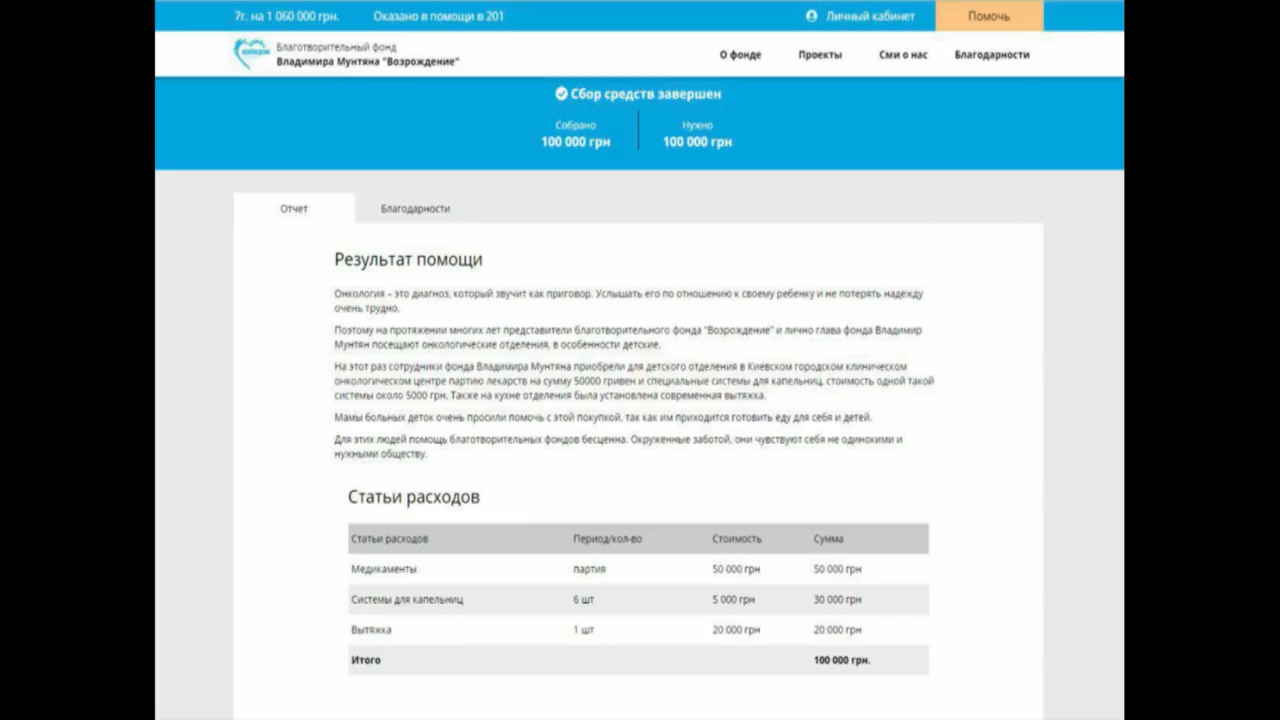 7г. на 1 060 000 грн. Оказано в помощи в 201 Личный кабинет Помочь
Благотворительный фонд
Владимира Мунтяна "Возрождение" О фонде Проекты Сми о нас Благодарности
Сбор средств завершен
Собрано Нужно
100 000 грн 100 000 грн
Отчет Благодарности
Результат помощи
Онкология – это диагноз, который звучит как приговор. Услышать его по отношению к своему ребенку и не потерять надежду
очень трудно.
Поэтому на протяжении многих лет представители благотворительного фонда "Возрождение" и лично глава фонда Владимир
Мунтян посещают онкологические отделения, в особенности детские.
На этот раз сотрудники фонда Владимира Мунтяна приобрели для детского отделения в Киевском городском клиническом
онкологическом центре партию лекарств на сумму 50000 гривен и специальные системы для капельниц, стоимость одной такой
системы около 5000 грн. Также на кухне отделения была установлена современная вытяжка.
Мамы больных деток очень просили помочь с этой покупкой, так как им приходится готовить еду для себя и детей.
Для этих людей помощь благотворительных фондов бесценна. Окруженные заботой, они чувствуют себя не одинокими и
нужными обществу.
Статьи расходов
Статьи расходов Период/кол-во Стоимость Сумма
Медикаменты партия 50 000 грн 50 000 грн
Системы для капельниц 6 шт 5 000 грн 30 000 грн
Вытяжка 1 шт 20 000 грн 20 000 грн
Итого 100 000 грн.